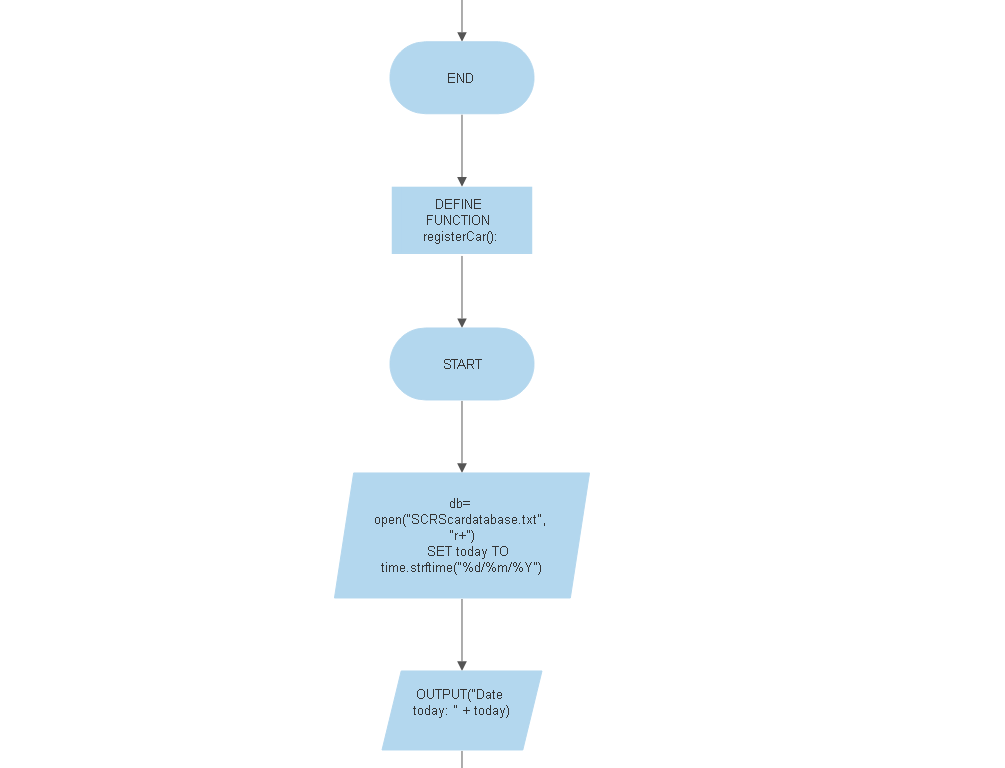 END
DEFINE
FUNCTION
registerCar():
START
db=
open("SCRScardatabase.txt",
"r+")
SET today TO
time.strftime("%d/%m/%Y")
OUTPUT("Date
today: " + today)